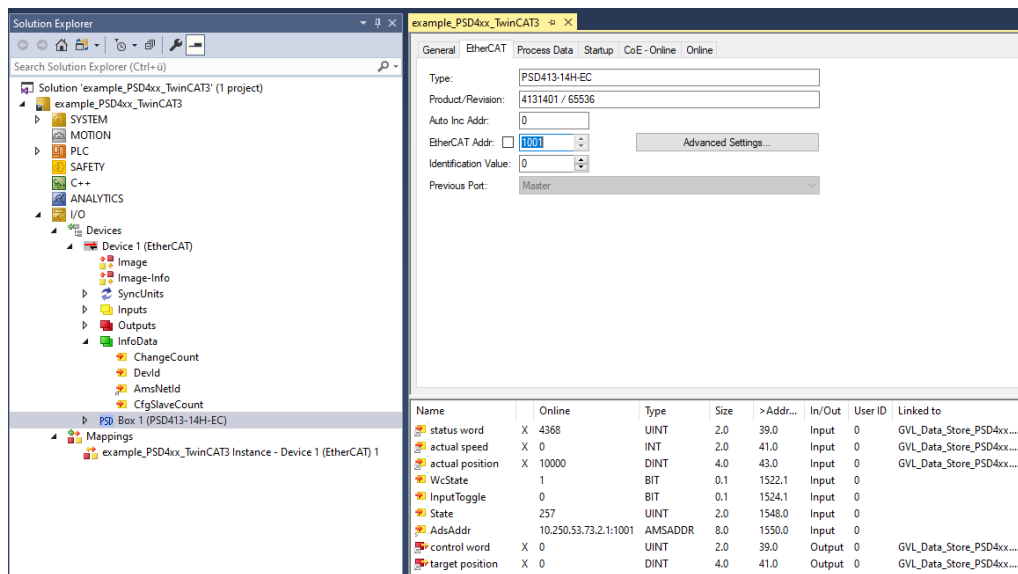 Solution Explorer
Search Solution Explorer (Ctrl+ü)
Solution 'example_PSD4xx_TwinCAT3' (1 project)
example_PSD4xx_TwinCAT3
SYSTEM
MOTION
PLC
SAFETY
C++
ANALYTICS
I/O
Devices
Device 1 (EtherCAT)
Image
Image-Info
SyncUnits
Inputs
Outputs
InfoData
ChangeCount
DevId
AmsNetId
CfgSlaveCount
PSD Box 1 (PSD413-14H-EC)
Mappings
example_PSD4xx_TwinCAT3 Instance - Device 1 (EtherCAT) 1
example_PSD4xx_TwinCAT3
General EtherCAT Process Data Startup CoE - Online Online
Type: PSD413-14H-EC
Product/Revision: 4131401 / 65536
Auto Inc Addr: 0
EtherCAT Addr: 1001 Advanced Settings...
Identification Value: 0
Previous Port: Master
Name Online Type Size >Addr... In/Out User ID Linked to
status word X 4368 UINT 2.0 39.0 Input 0 GVL_Data_Store_PSD4xx....
actual speed X 0 INT 2.0 41.0 Input 0 GVL_Data_Store_PSD4xx....
actual position X 10000 DINT 4.0 43.0 Input 0 GVL_Data_Store_PSD4xx....
WcState 1 BIT 0.1 1522.1 Input 0
InputToggle 0 BIT 0.1 1524.1 Input 0
State 257 UINT 2.0 1548.0 Input 0
AdsAddr 10.250.53.73.2.1:1001 AMSADDR 8.0 1550.0 Input 0
control word X 0 UINT 2.0 39.0 Output 0 GVL_Data_Store_PSD4xx....
target position X 0 DINT 4.0 41.0 Output 0 GVL_Data_Store_PSD4xx....